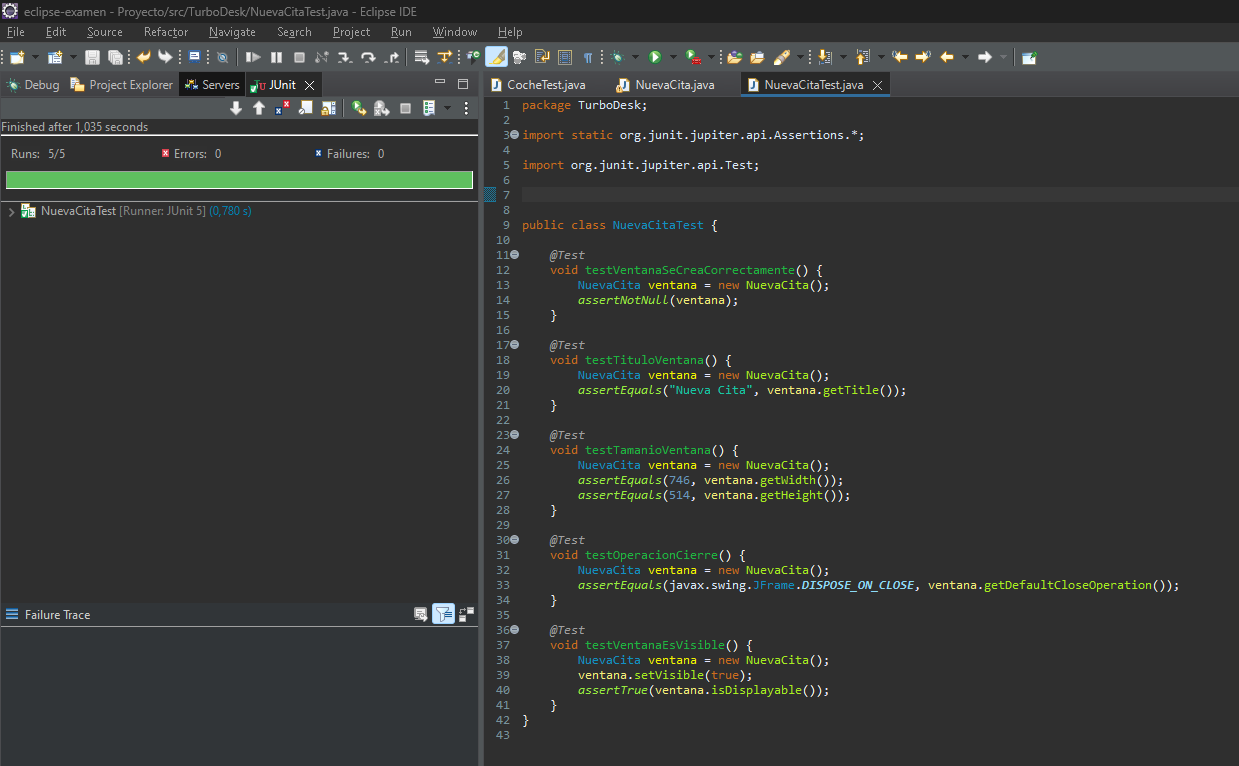 eclipse-examen - Proyecto/src/TurboDesk/NuevaCitaTest.java - Eclipse IDE
File Edit Source Refactor Navigate Search Project Run Window Help
Debug Project Explorer Servers JUnit
Finished after 1,035 seconds
Runs: 5/5 Errors: 0 Failures: 0
NuevaCitaTest [Runner: JUnit 5] (0,780 s)
Failure Trace
CocheTest.java NuevaCita.java NuevaCitaTest.java
1 package TurboDesk;
2
3 import static org.junit.jupiter.api.Assertions.*;
4
5 import org.junit.jupiter.api.Test;
6
7
8
9 public class NuevaCitaTest {
10
11 @Test
12 void testVentanaSeCreaCorrectamente() {
13 NuevaCita ventana = new NuevaCita();
14 assertNotNull(ventana);
15 }
16
17 @Test
18 void testTituloVentana() {
19 NuevaCita ventana = new NuevaCita();
20 assertEquals("Nueva Cita", ventana.getTitle());
21 }
22
23 @Test
24 void testTamanioVentana() {
25 NuevaCita ventana = new NuevaCita();
26 assertEquals(746, ventana.getWidth());
27 assertEquals(514, ventana.getHeight());
28 }
29
30 @Test
31 void testOperacionCierre() {
32 NuevaCita ventana = new NuevaCita();
33 assertEquals(javax.swing.JFrame.DISPOSE_ON_CLOSE, ventana.getDefaultCloseOperation());
34 }
35
36 @Test
37 void testVentanaEsVisible() {
38 NuevaCita ventana = new NuevaCita();
39 ventana.setVisible(true);
40 assertTrue(ventana.isDisplayable());
41 }
42 }
43